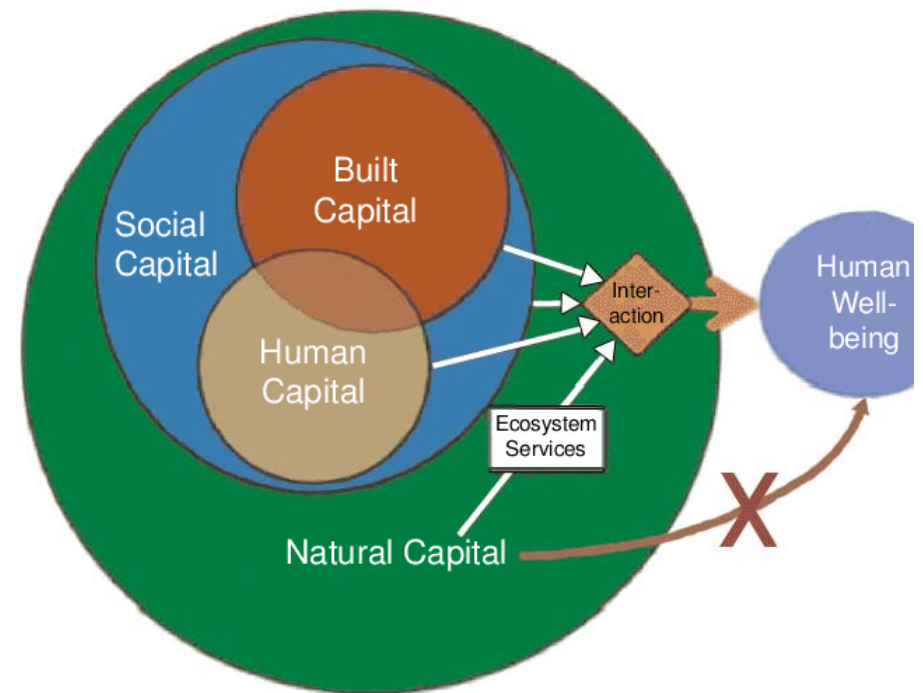 Built
Capital
Social
Capital
Human
Capital
Inter-
action
Human
Well-
being
Ecosystem
Services
Natural Capital
X